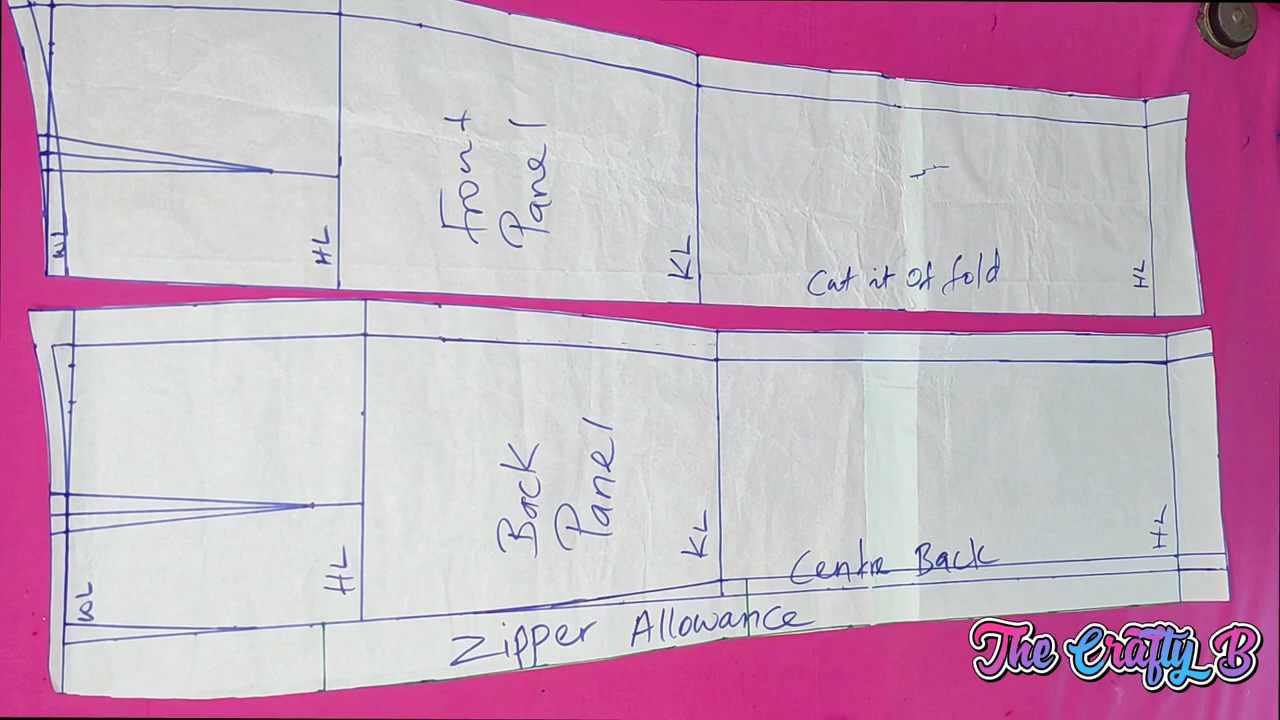 Front
Panel
WL
HL
KL
Cut it of fold
HL
Back
Panel
WL
HL
KL
Centre Back
HL
Zipper Allowance
The Crafty B